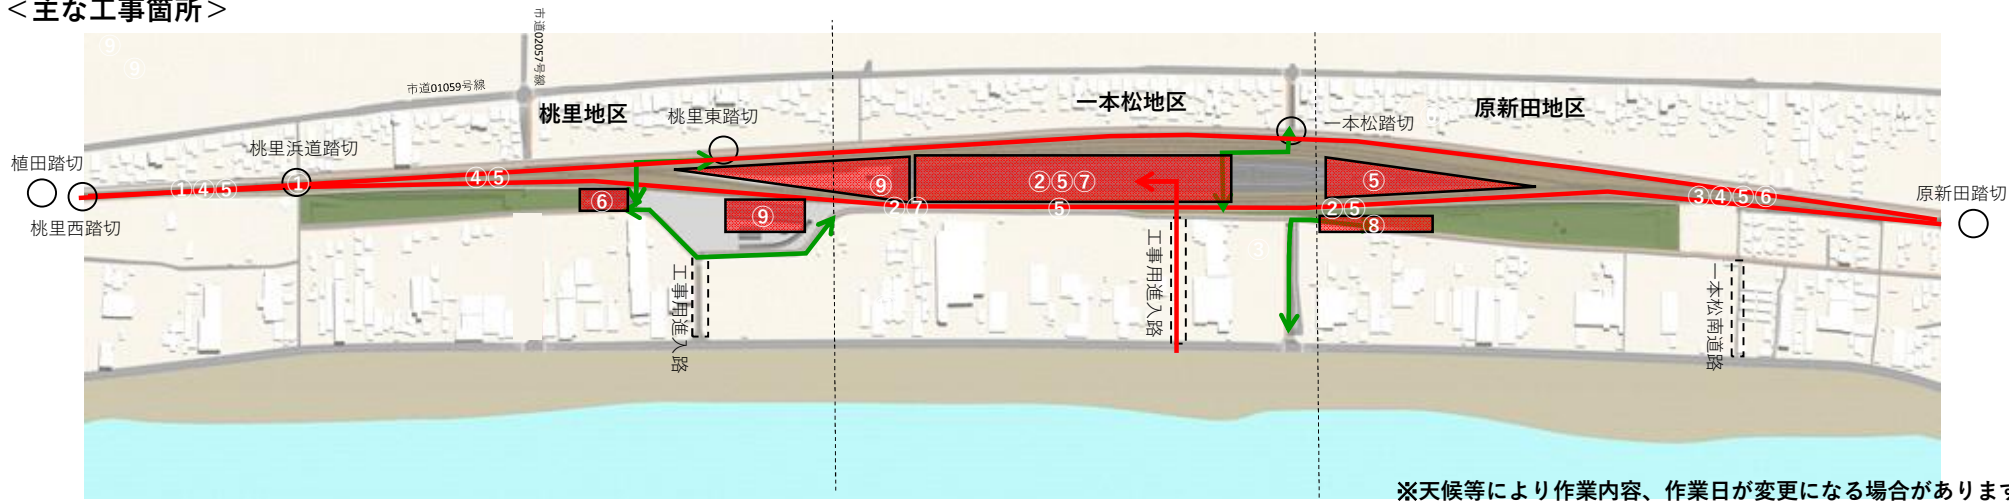 ＜主な工事箇所＞
市道02057号線
⑨
⑨
市道01059号線
桃里地区
桃里東踏切
一本松地区
一本松踏切
原新田地区
植田踏切
桃里浜道踏切
桃里西踏切
①④⑤
①
④⑤
⑥
⑨
⑨
②⑦
②⑤⑦
⑤
⑤
②⑤
⑧
③④⑤⑥
原新田踏切
③
工事用進入路
工事用進入路
一本松南道路
※天候等により作業内容、作業日が変更になる場合があります